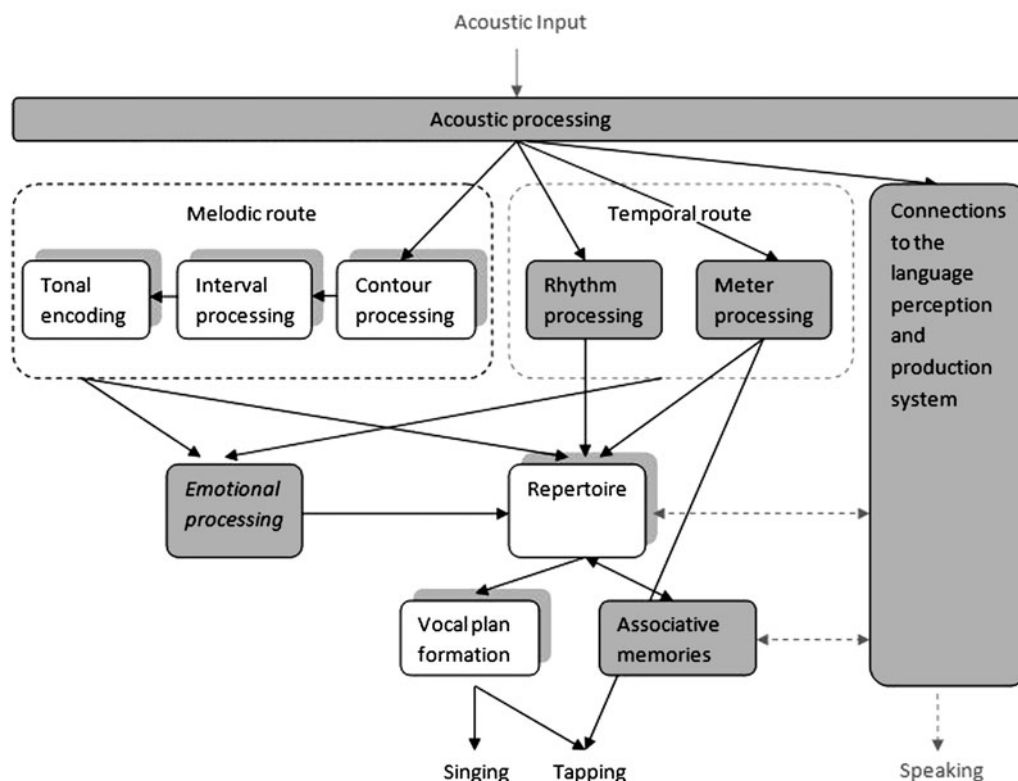 Acoustic Input
Acoustic processing
Melodic route
Temporal route
Connections
to the
language
perception
and
production
system
Tonal
encoding
Interval
processing
Contour
processing
Rhythm
processing
Meter
processing
Emotional
processing
Repertoire
Vocal plan
formation
Associative
memories
Singing
Tapping
Speaking